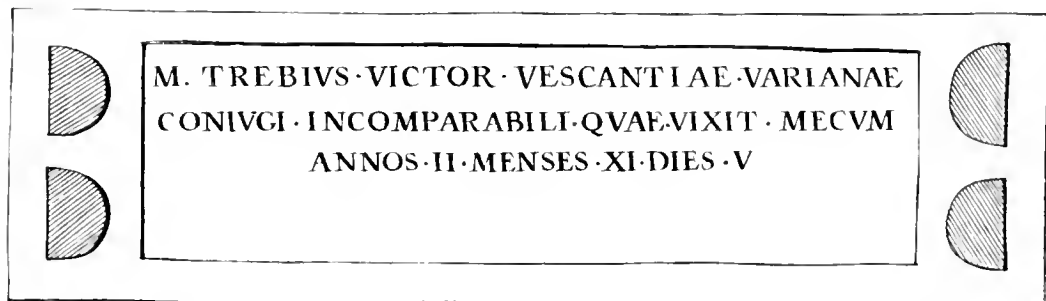 M. TREBIVS·VICTOR·VESCANTIAE·VARIANAE
CONIVGI·INCOMPARABILI·QVAE·VIXIT·MECVM
ANNOS·II·MENSES·XI·DIES·V